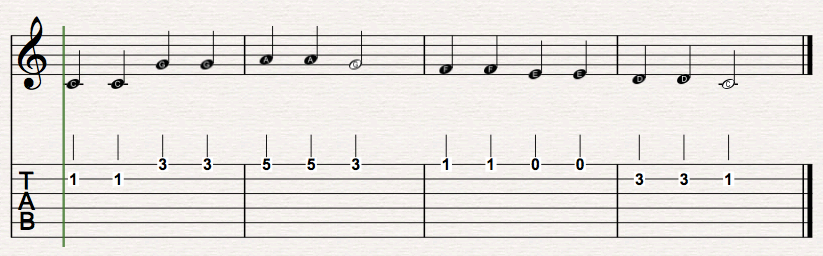 C C G G A A G F F E E D D C
3 3 5 5 3 1 1 0 0
T 1 1 3 3 1
A
B